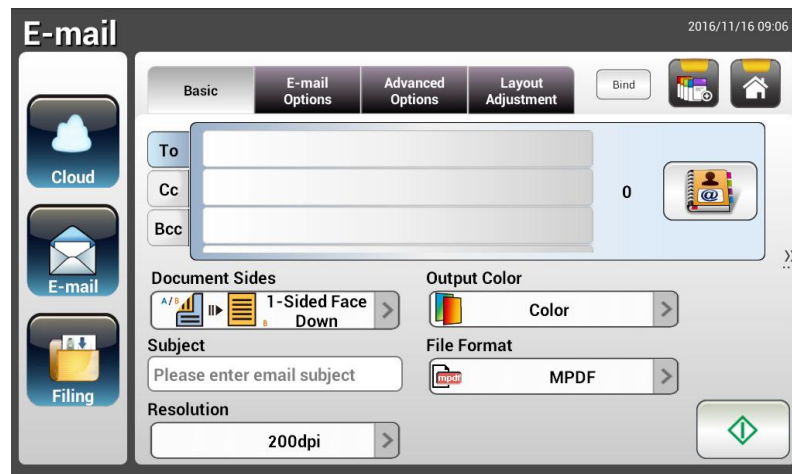 E-mail
2016/11/16 09:06
Basic
E-mail
Options
Advanced
Options
Layout
Adjustment
Bind
Cloud
E-mail
Filing
To
Cc
Bcc
0
@
Document Sides
A/B
B
1-Sided Face
Down
Output Color
Color
Subject
Please enter email subject
File Format
mpdf
MPDF
Resolution
200dpi